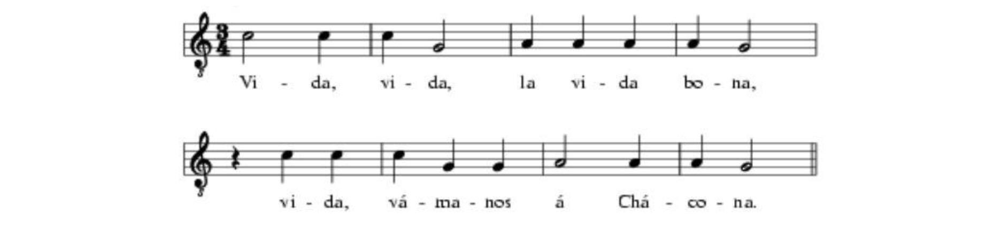 Vi - da, vi - da, la vi - da bo - na,
vi - da, vá - ma - nos á Chá - co - na.